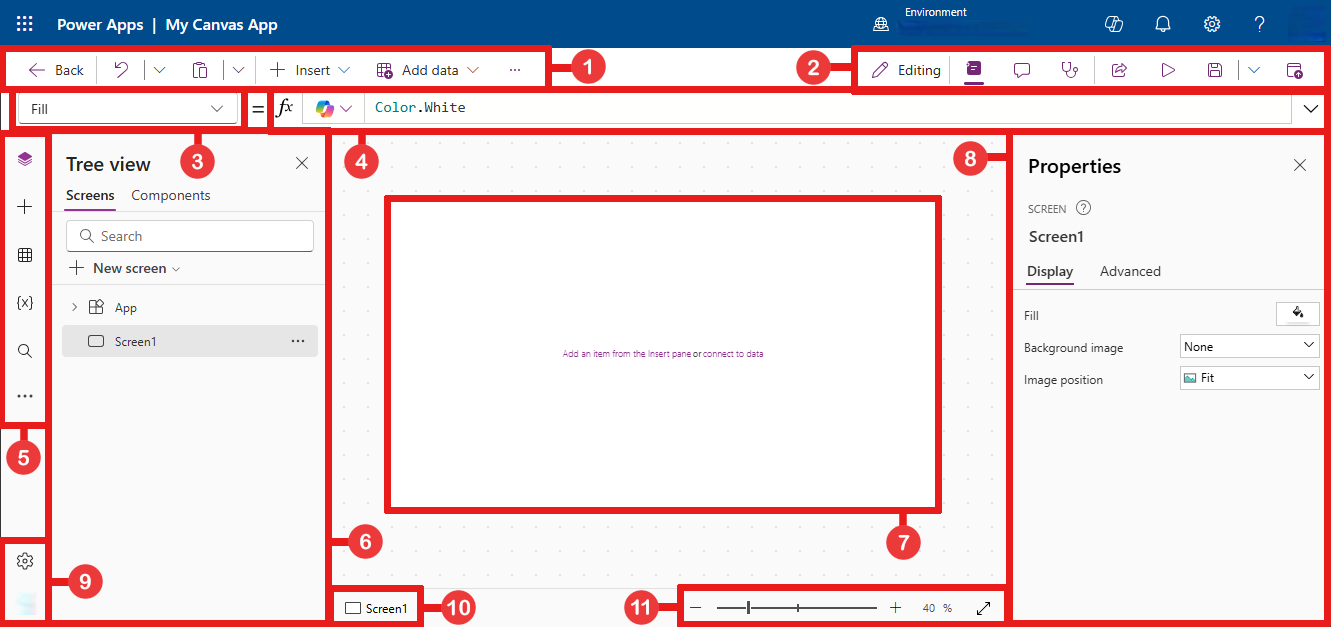 Power Apps | My Canvas App
Environment
Back
Insert
Add data
...
1
2
Editing
Fill
=
fx
Color.White
3
4
Tree view
Screens
Components
Search
New screen
App
Screen1
...
{x}
...
5
6
Add an item from the Insert pane or connect to data
7
8
Properties
SCREEN ?
Screen1
Display
Advanced
Fill
Background image
None
Image position
Fit
9
Screen1
10
11
40 %